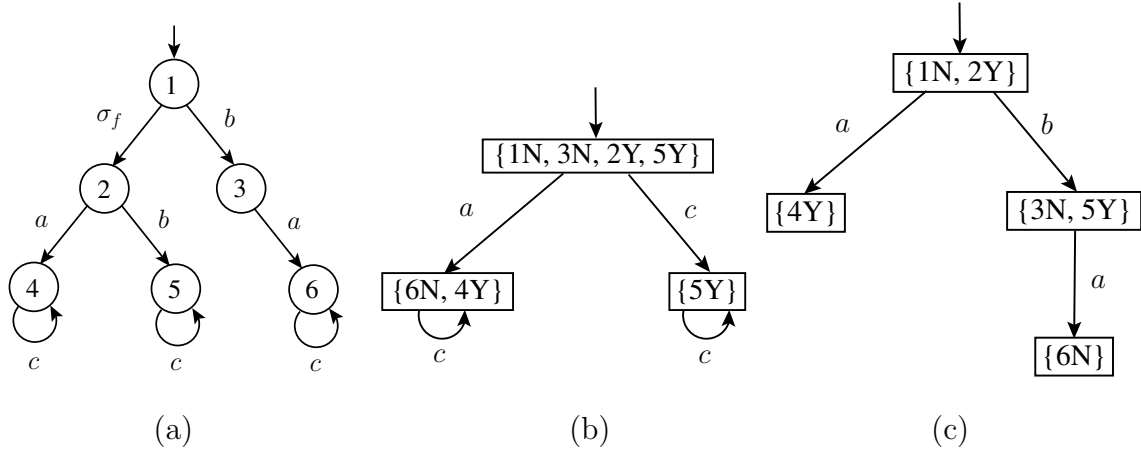 1
σ_f
b
2
3
a
b
a
4
5
6
c
c
c
(a)
{1N, 3N, 2Y, 5Y}
a
c
{6N, 4Y}
{5Y}
c
c
(b)
{1N, 2Y}
a
b
{4Y}
{3N, 5Y}
a
{6N}
(c)